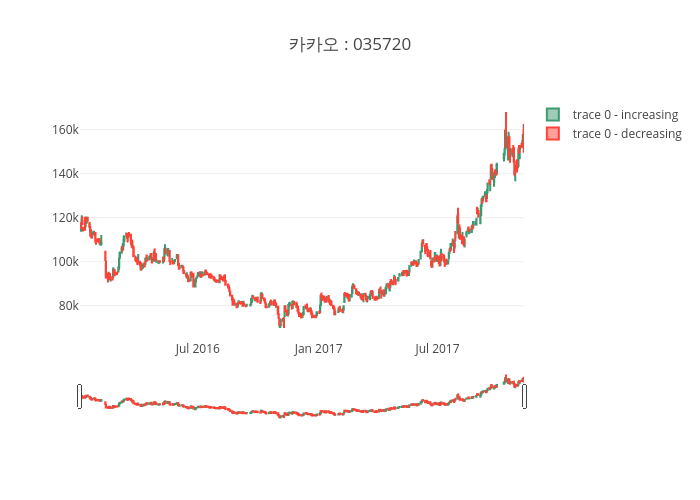 카카오 : 035720
trace 0 - increasing
trace 0 - decreasing
160k
140k
120k
100k
80k
Jul 2016
Jan 2017
Jul 2017